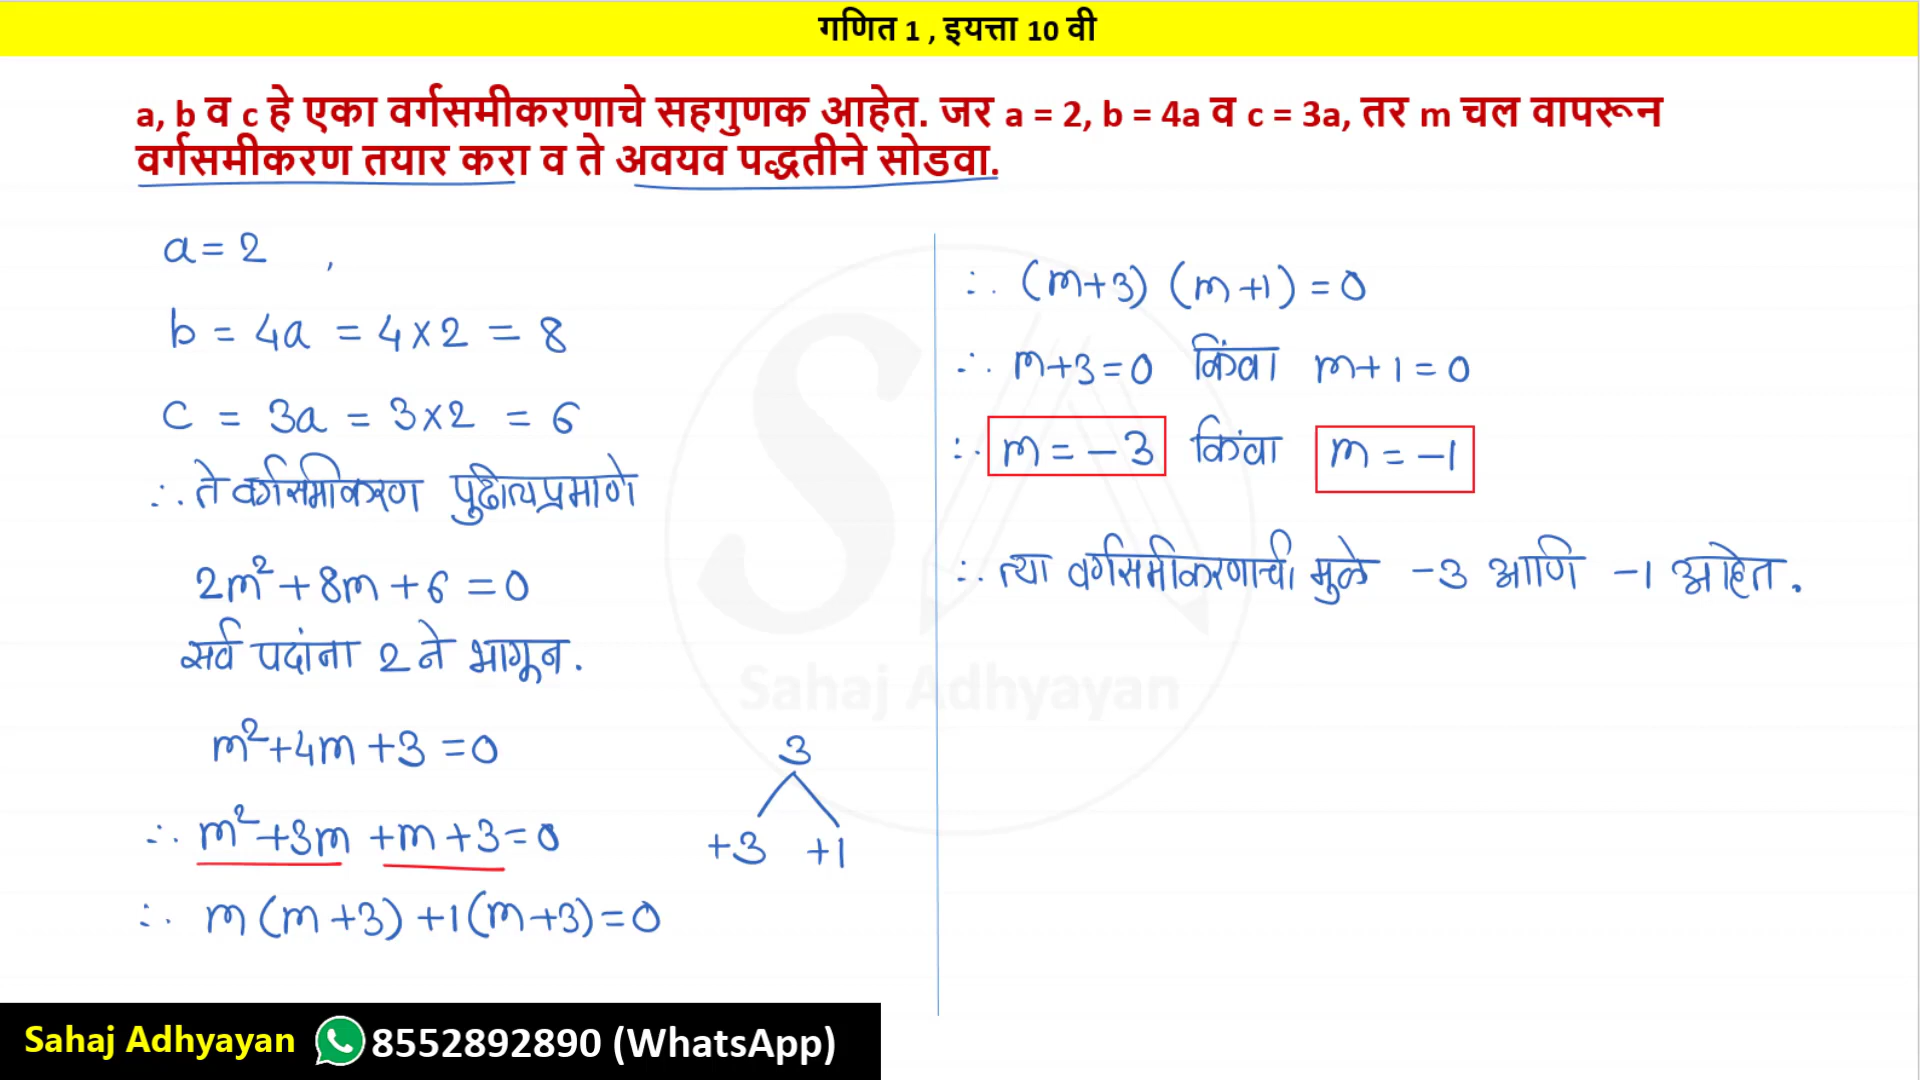 गणित 1 , इयत्ता 10 वी
a, b व c हे एका वर्गसमीकरणाचे सहगुणक आहेत. जर a = 2, b = 4a व c = 3a, तर m चल वापरून
वर्गसमीकरण तयार करा व ते अवयव पद्धतीने सोडवा.
a = 2 ,
b = 4a = 4 × 2 = 8
c = 3a = 3 × 2 = 6
∴ ते वर्गसमीकरण पुढीलप्रमाणे
2m² + 8m + 6 = 0
सर्व पदांना 2 ने भागून.
m² + 4m + 3 = 0
3
+3 +1
∴ m² + 3m + m + 3 = 0
∴ m (m + 3) + 1 (m + 3) = 0
∴ (m+3) (m+1) = 0
∴ m+3=0 किंवा m+1=0
∴ m = -3 किंवा m = -1
∴ त्या वर्गसमीकरणाची मुळे -3 आणि -1 आहेत.
SA
Sahaj Adhyayan
Sahaj Adhyayan 8552892890 (WhatsApp)